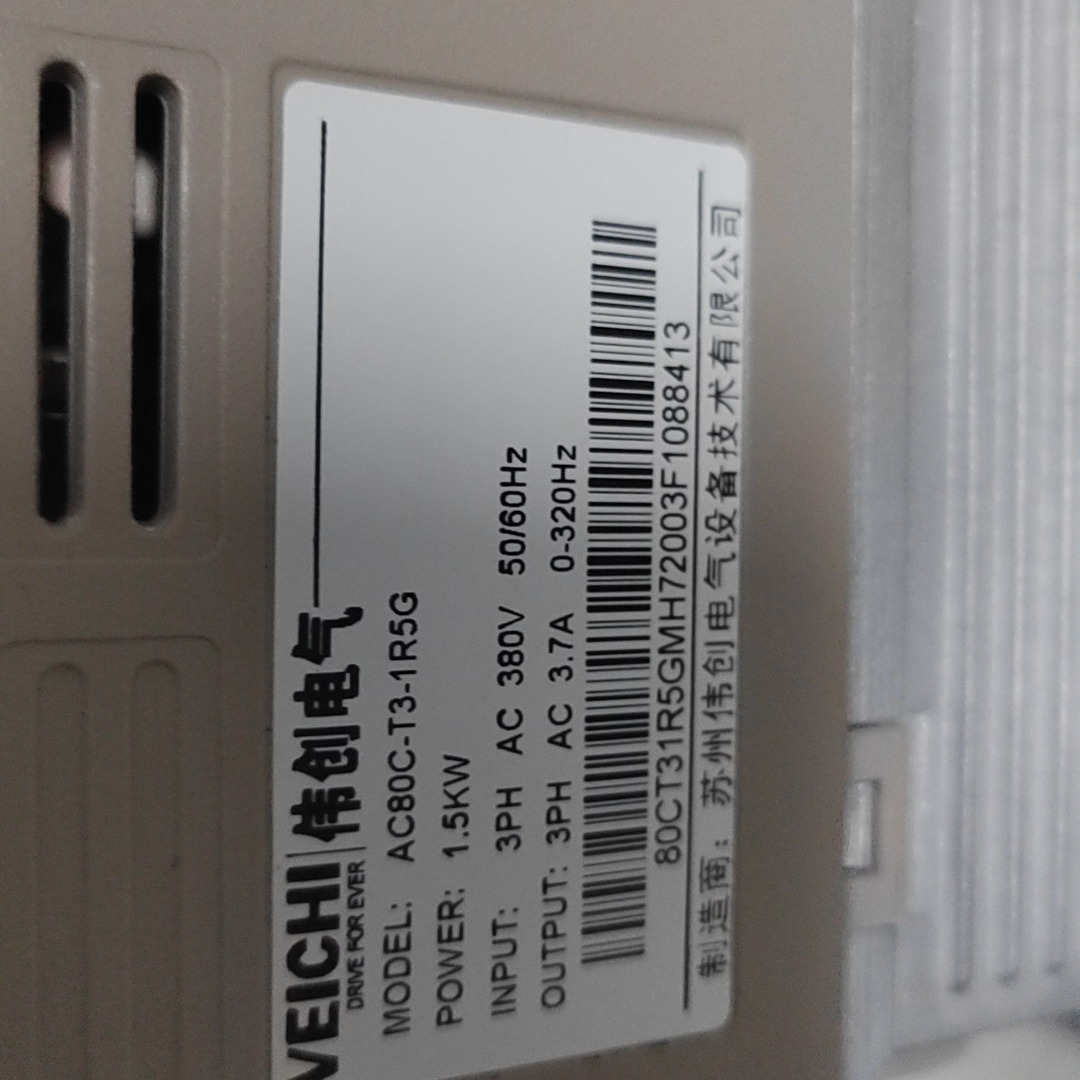 VEICHI 伟创电气
DRIVE FOR EVER
MODEL: AC80C-T3-1R5G
POWER: 1.5KW
INPUT: 3PH AC 380V 50/60Hz
OUTPUT: 3PH AC 3.7A 0-320Hz
80CT31R5GMH72003F1088413
制造商：苏州伟创电气设备技术有限公司